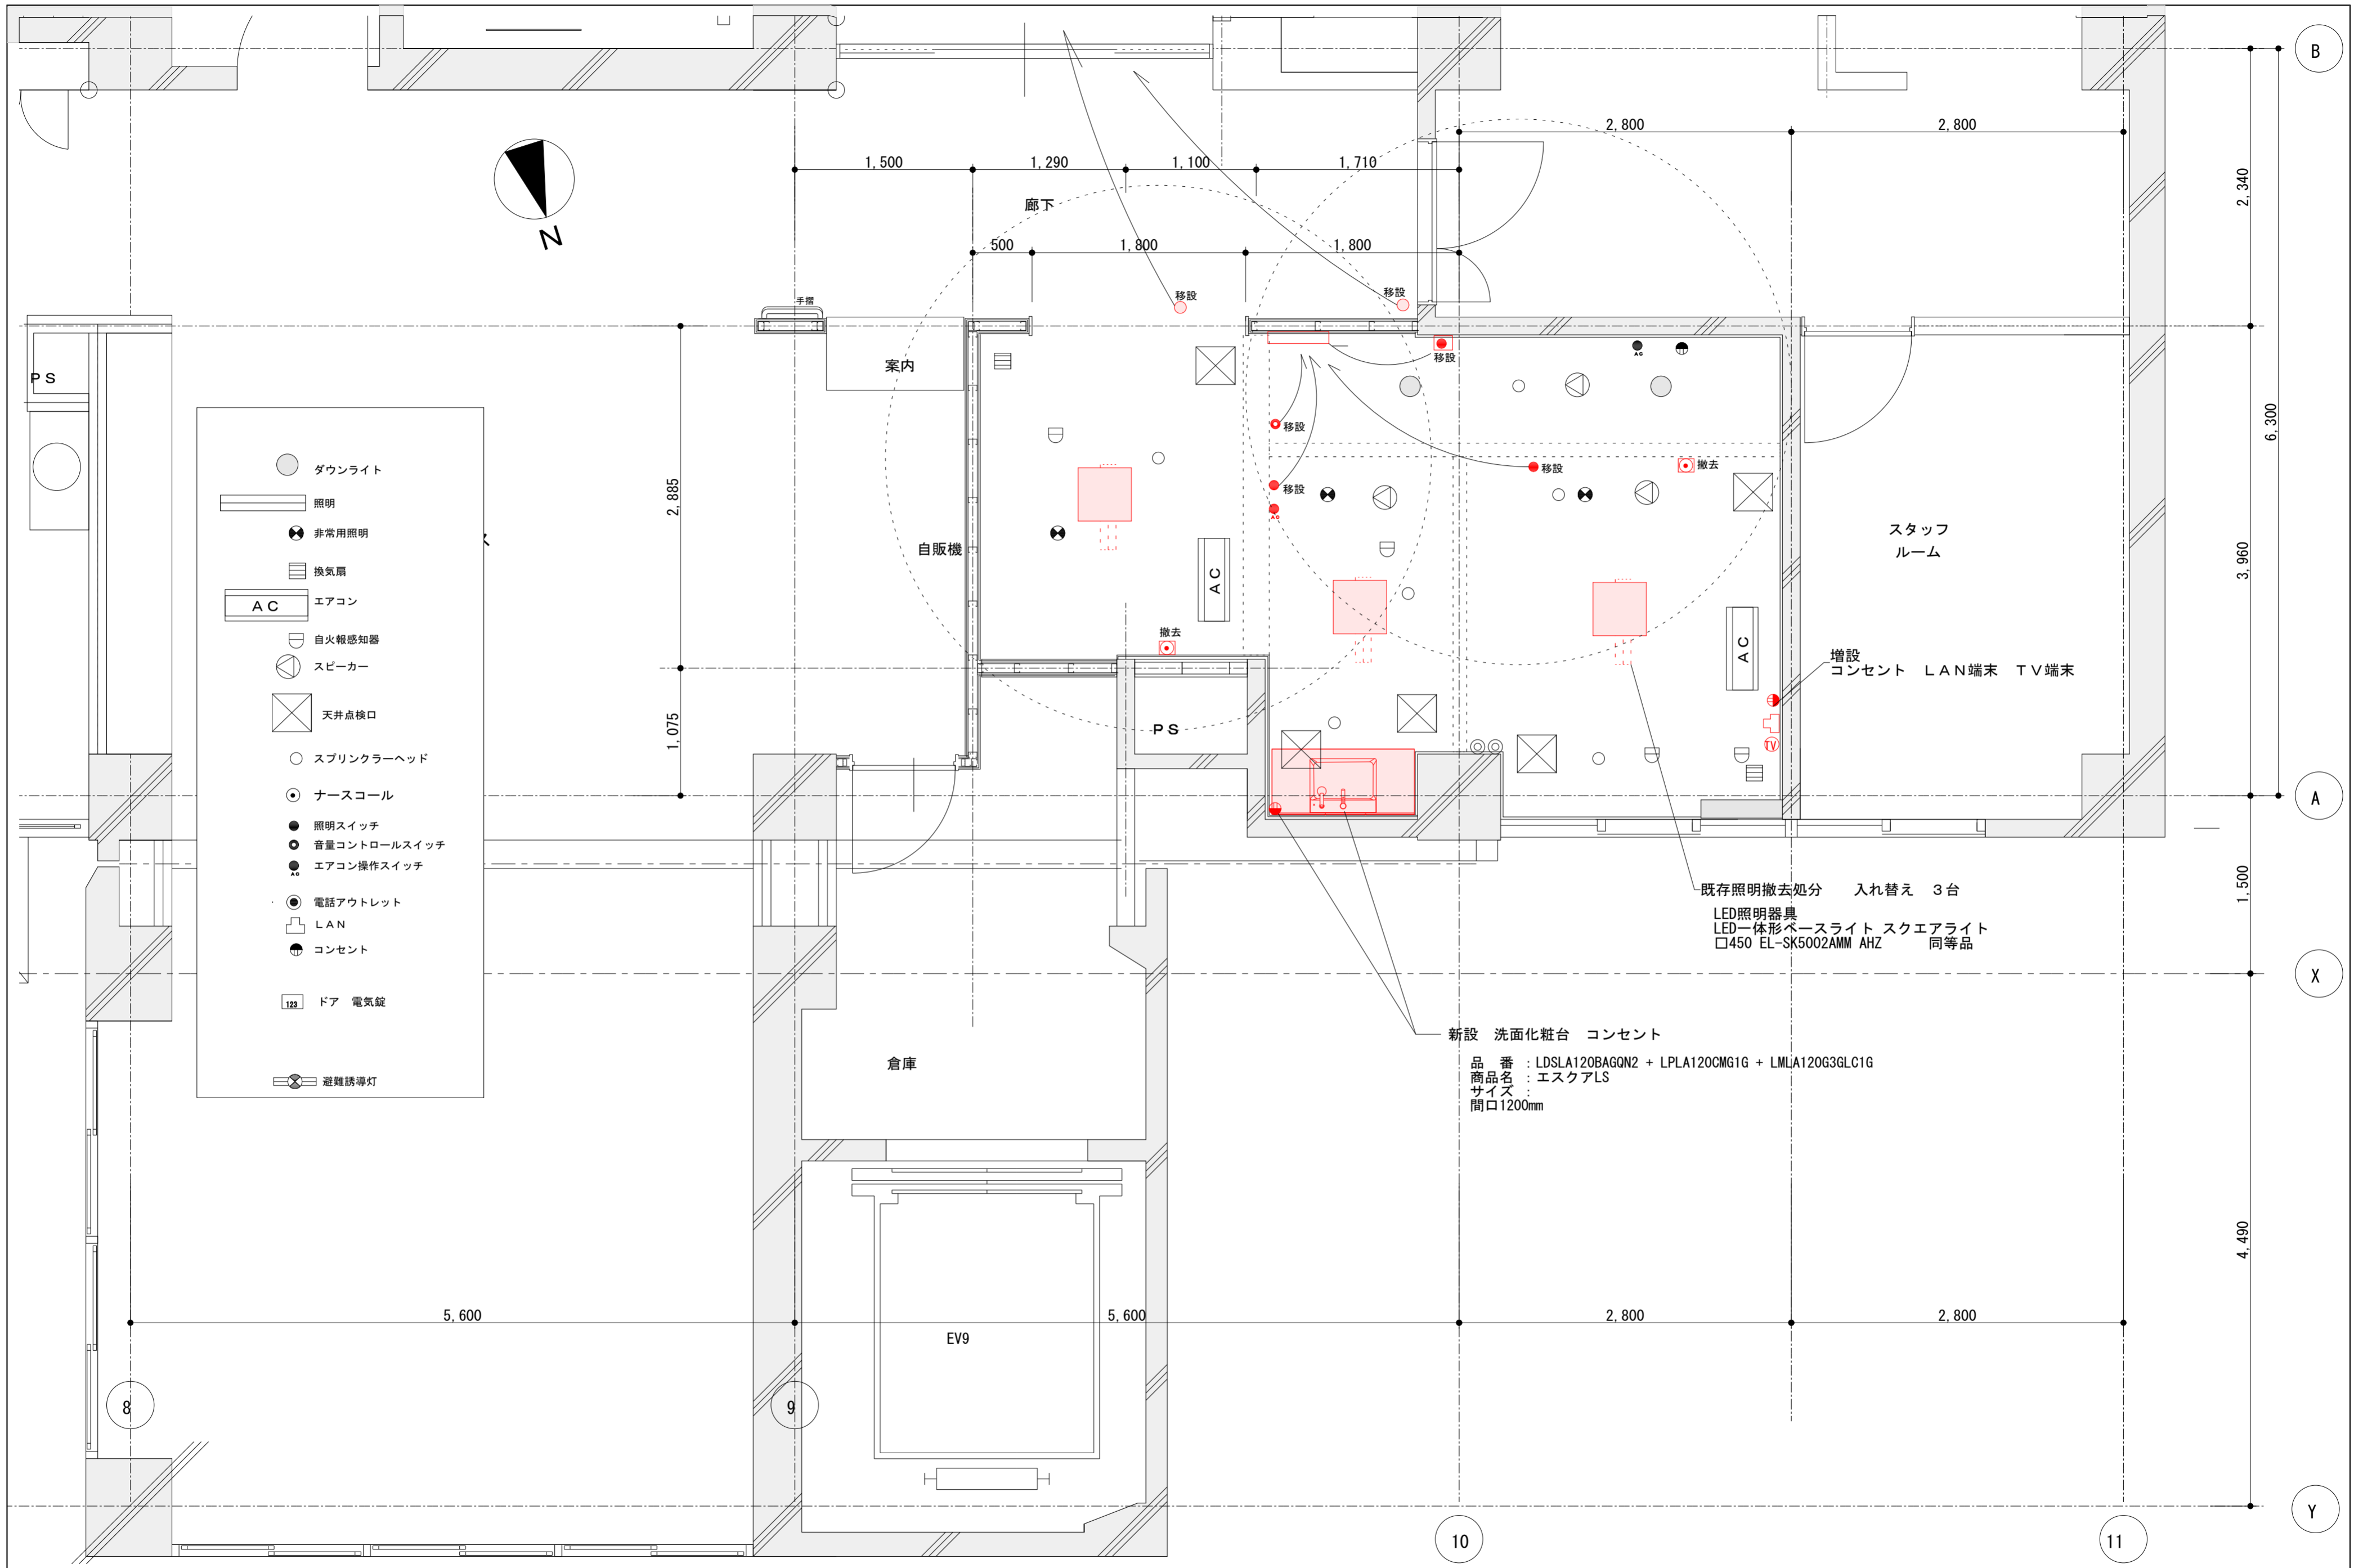 B
2,800
2,800
1,500
1,290
1,100
1,710
2,340
廊下
N
500
1,800
1,800
手摺
移設
移設
案内
移設
AC
PS
6,300
移設
ダウンライト
移設
撤去
2,885
移設
AC
照明
非常用照明
スタッフ
ルーム
自販機
換気扇
3,960
AC
AC
エアコン
自火報感知器
撤去
AC
増設
コンセント LAN端末 TV端末
スピーカー
天井点検口
1,075
PS
TV
スプリンクラーヘッド
ナースコール
A
照明スイッチ
音量コントロールスイッチ
AC
エアコン操作スイッチ
既存照明撤去処分 入れ替え 3台
1,500
電話アウトレット
LED照明器具
LED一体形ベースライト スクエアライト
□450 EL-SK5002AMM AHZ 同等品
LAN
コンセント
X
123
ドア 電気錠
新設 洗面化粧台 コンセント
倉庫
品 番 : LDSLA120BAGQN2 + LPLA120CMG1G + LMLA120G3GLC1G
商品名 : エスクアLS
サイズ :
間口1200mm
避難誘導灯
4,490
5,600
5,600
2,800
2,800
EV9
8
9
Y
10
11